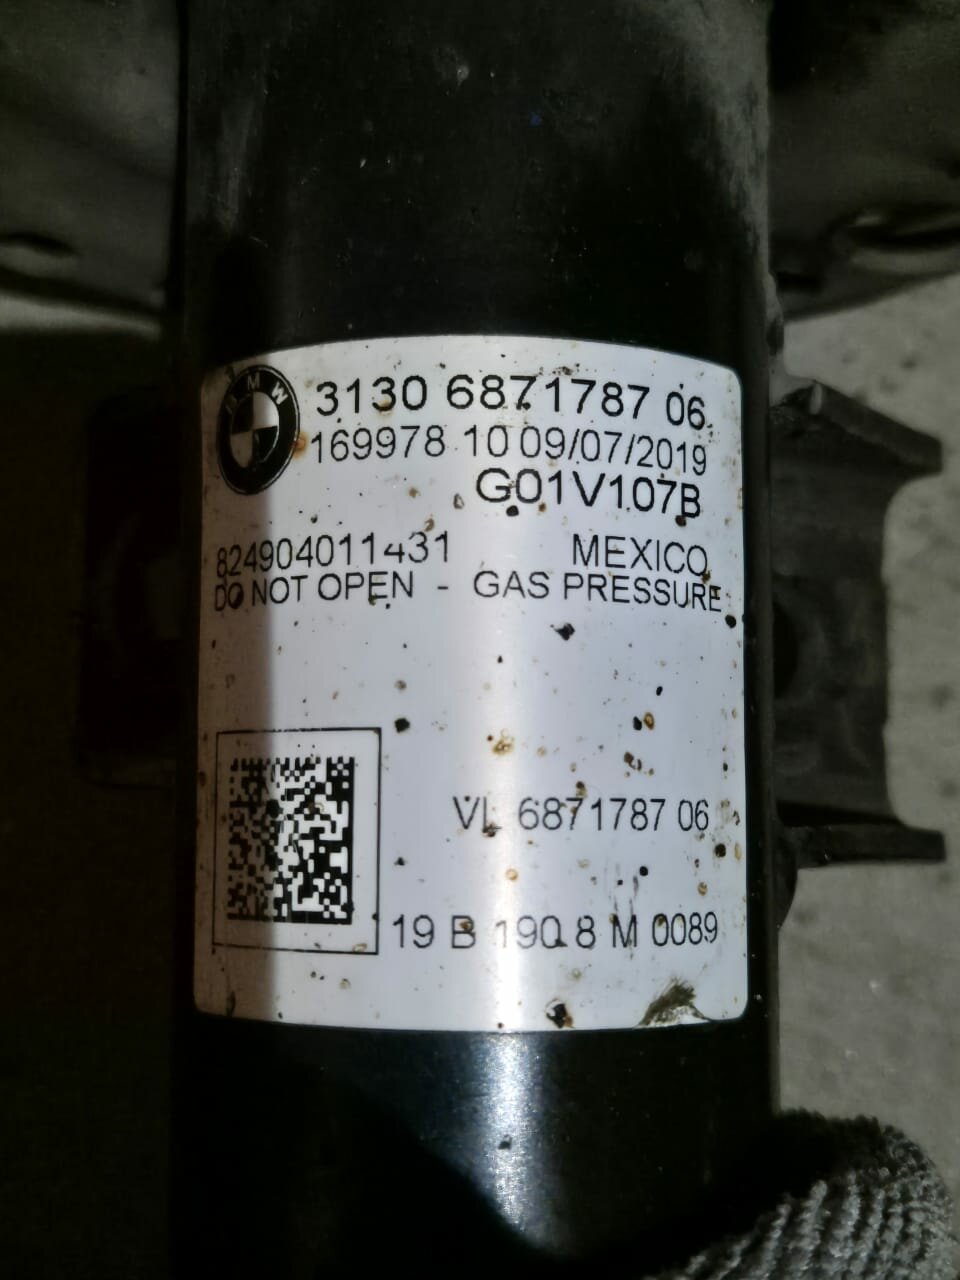 BMW
3130 6871787 06
169978 10 09/07/2019
G01V107B
824904011431 MEXICO
DO NOT OPEN - GAS PRESSURE
VL 6871787 06
19 B 190 8 M 0089